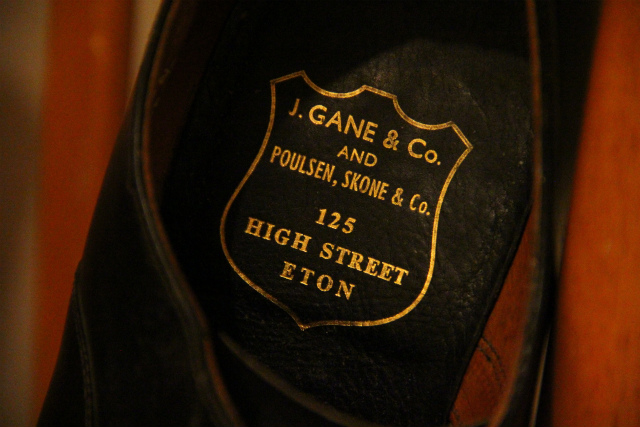 J. GANE & Co.
AND
POULSEN, SKONE & Co.
125
HIGH STREET
ETON